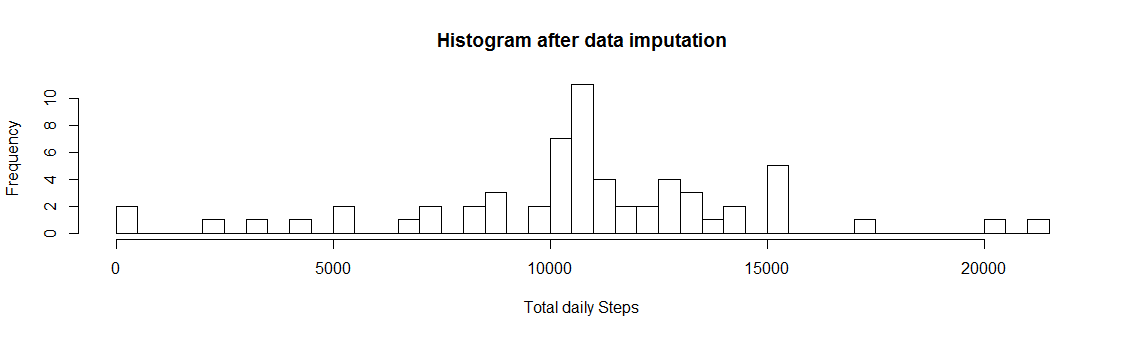 Histogram after data imputation
Frequency
10
8
6
4
2
0
0 5000 10000 15000 20000
Total daily Steps